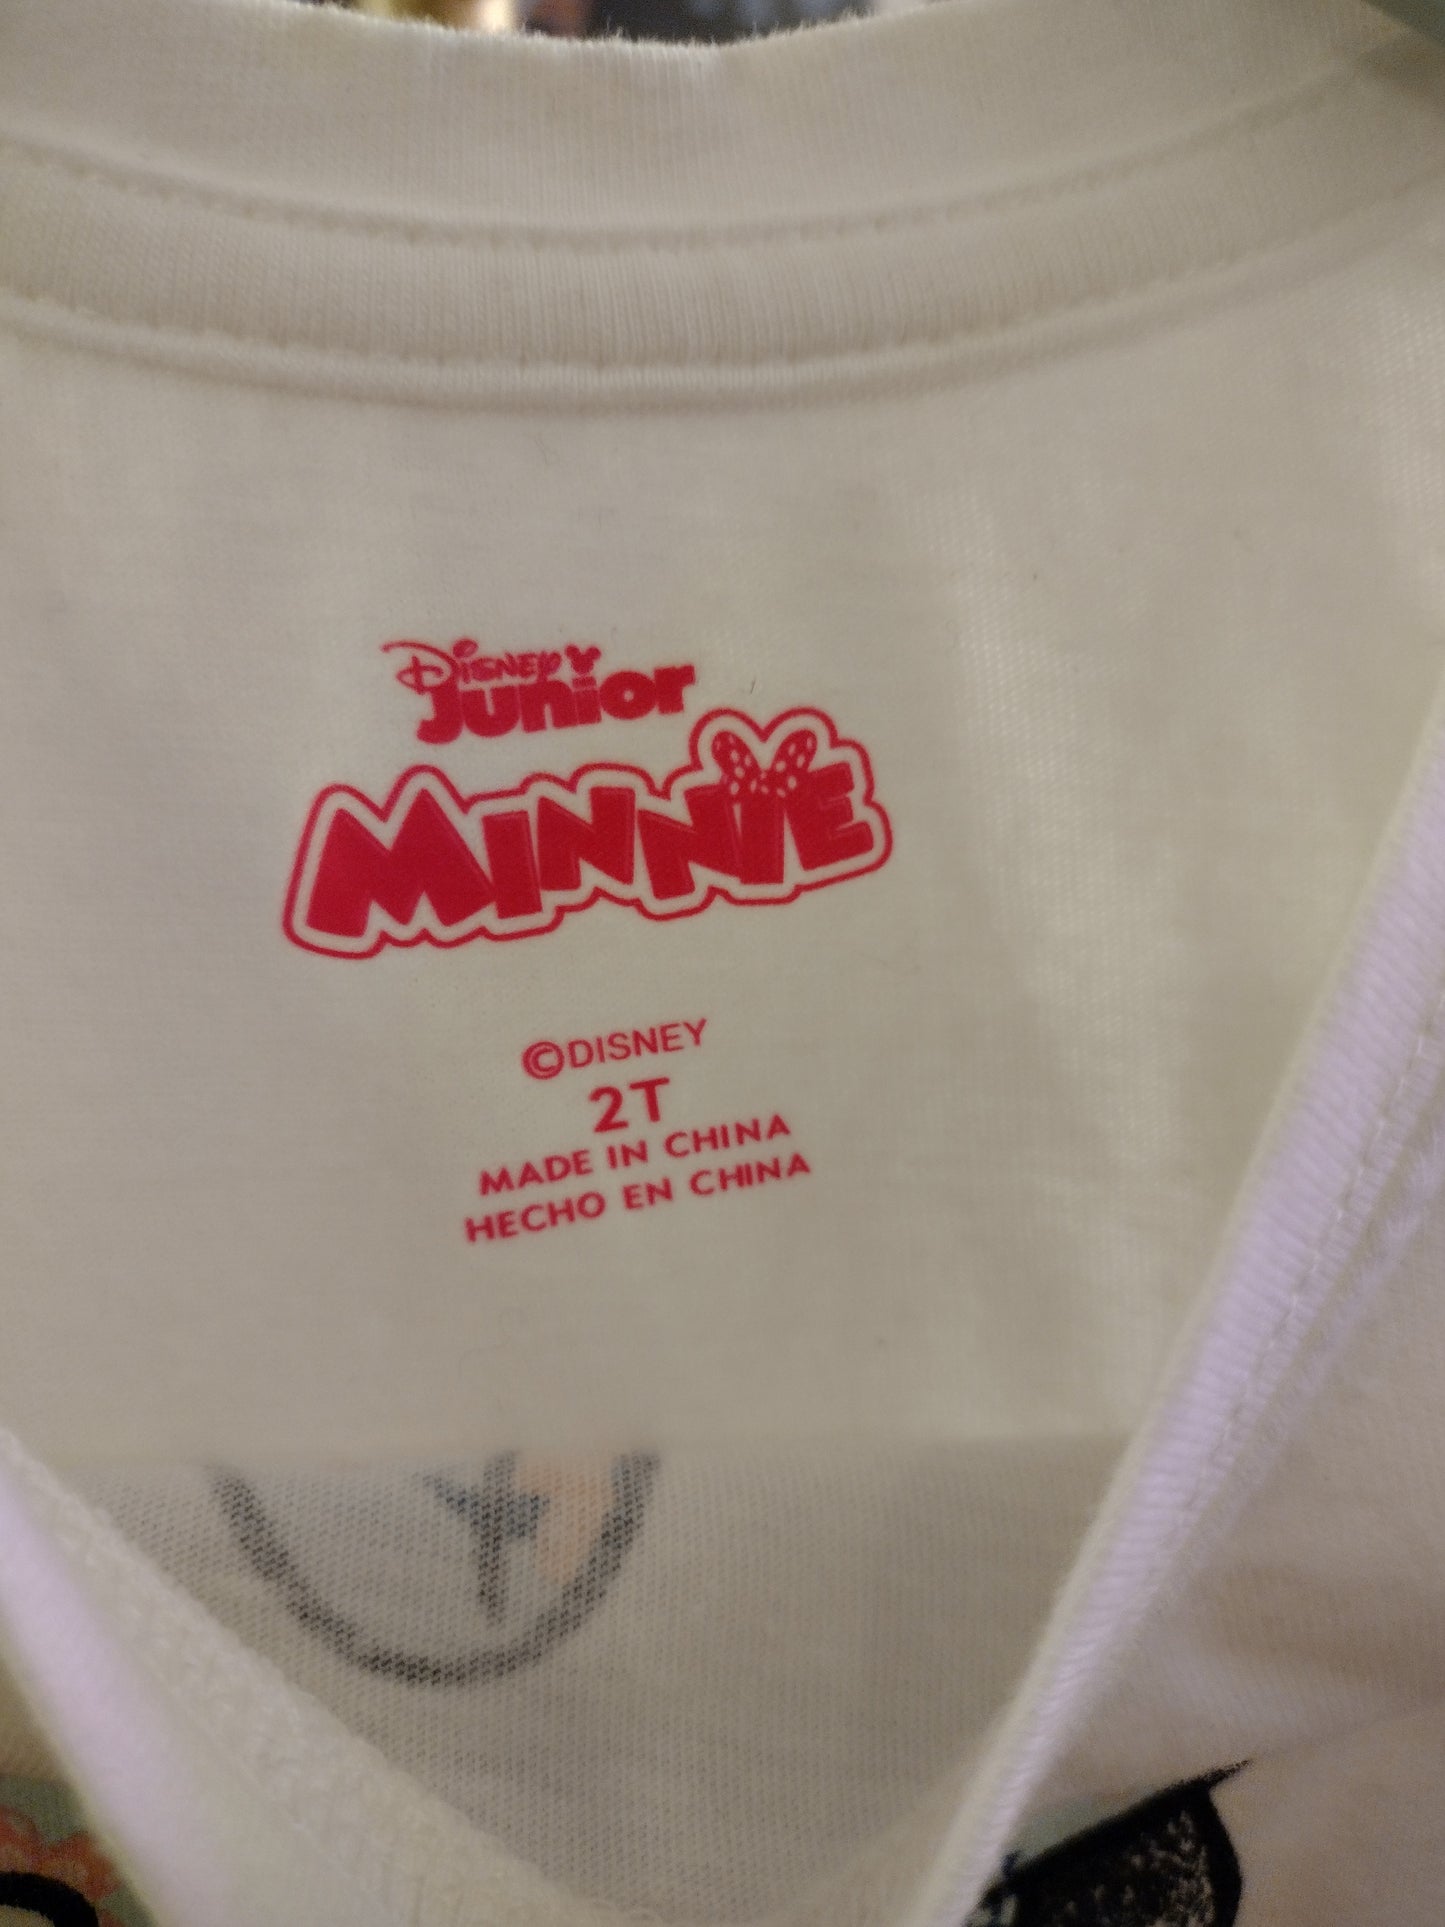 Disney
Junior
MINNIE
©DISNEY
2T
MADE IN CHINA
HECHO EN CHINA